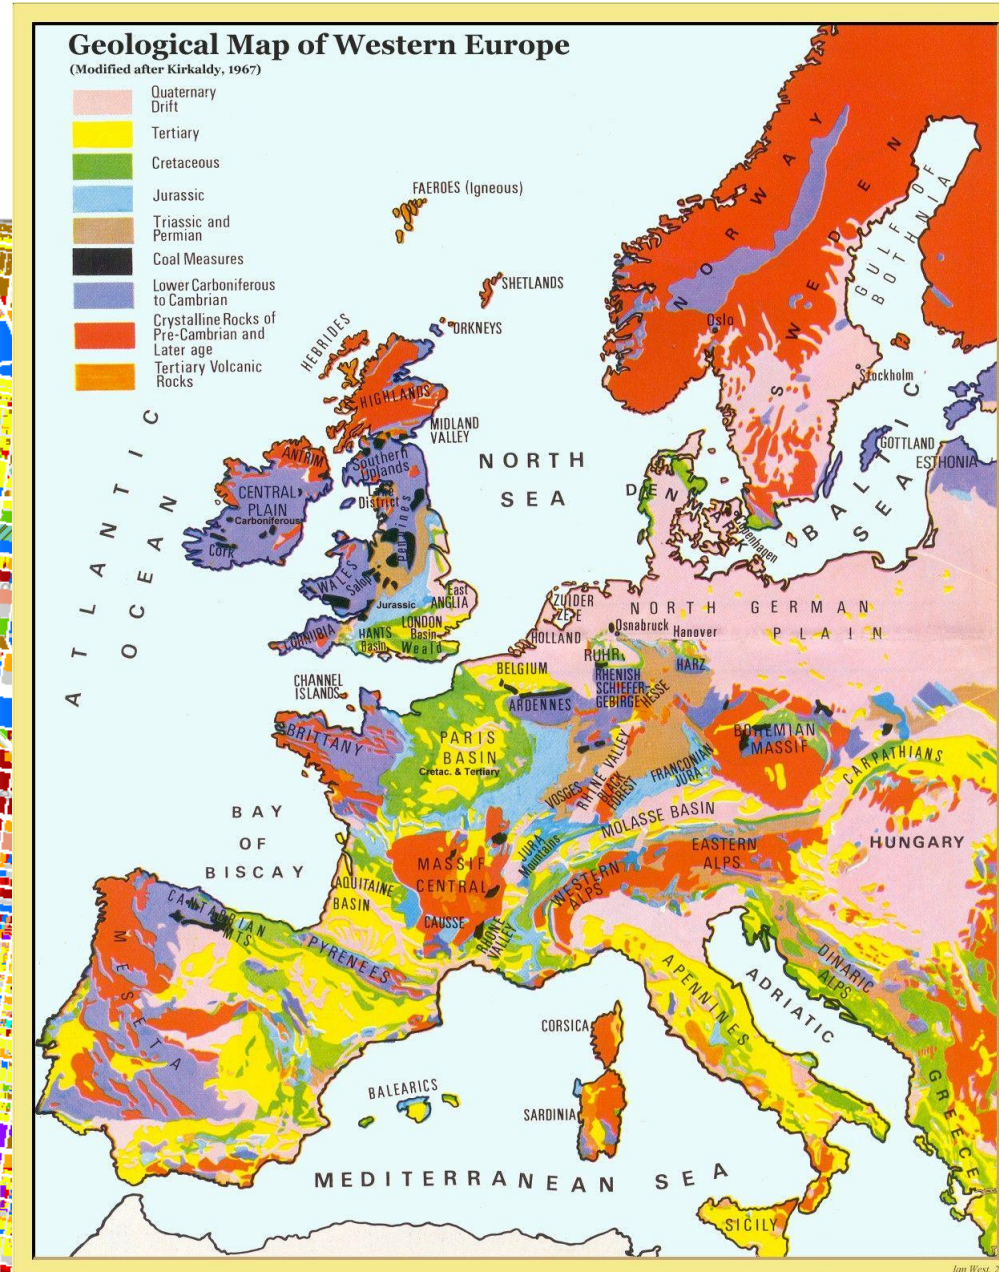 Geological Map of Western Europe
(Modified after Kirkaldy, 1967)
Quaternary
Drift
Tertiary
Cretaceous
Jurassic
Triassic and
Permian
Coal Measures
Lower Carboniferous
to Cambrian
Crystalline Rocks of
Pre-Cambrian and
Later age
Tertiary Volcanic
Rocks
FAEROES (Igneous)
SHETLANDS
ORKNEYS
HEBRIDES
HIGHLANDS
MIDLAND
VALLEY
ANTRIM
Southern
Uplands
Lake
District
CENTRAL
PLAIN
Carboniferous
Cork
Pennines
WALES
Salop
Jurassic
East
ANGLIA
LONDON
Basin
HANTS
Basin
Weald
CORNUBIA
CHANNEL
ISLANDS
NORWAY
SWEDEN
GULF OF
BOTHNIA
Oslo
Stockholm
GOTTLAND
ESTHONIA
BALTIC
SEA
NORTH
SEA
DENMARK
Copenhagen
ATLANTIC
OCEAN
ZUIDER
ZEE
HOLLAND
NORTH GERMAN
PLAIN
Osnabruck
Hanover
RUHR
HARZ
BELGIUM
ARDENNES
RHENISH
SCHIEFER-
GEBIRGE
HESSE
BRITTANY
PARIS
BASIN
Cretac. & Tertiary
VOSGES
RHINE VALLEY
BLACK
FOREST
FRANCONIAN
JURA
BOHEMIAN
MASSIF
CARPATHIANS
MOLASSE BASIN
JURA
Mountains
EASTERN
ALPS
WESTERN
ALPS
HUNGARY
BAY
OF
BISCAY
MASSIF
CENTRAL
AQUITAINE
BASIN
CAUSSE
RHONE
VALLEY
CANTABRIAN
MTS
PYRENEES
MESETA
APENNINES
ADRIATIC
DINARIC
ALPS
CORSICA
SARDINIA
BALEARICS
GREECE
MEDITERRANEAN SEA
SICILY
Ian West, 2